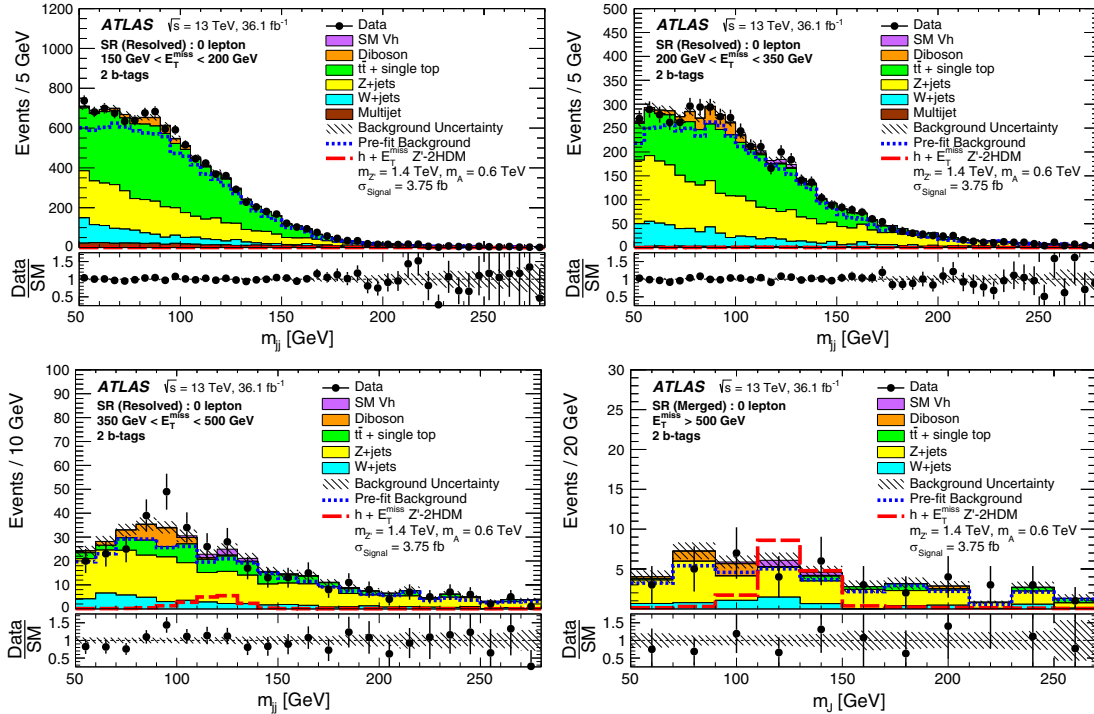 ATLAS √s = 13 TeV, 36.1 fb⁻¹
SR (Resolved) : 0 lepton
150 GeV < E_T^miss < 200 GeV
2 b-tags
Data
SM Vh
Diboson
tt̄ + single top
Z+jets
W+jets
Multijet
Background Uncertainty
Pre-fit Background
h + E_T^miss Z'-2HDM
m_Z' = 1.4 TeV, m_A = 0.6 TeV
σ_Signal = 3.75 fb
Events / 5 GeV
1200
1000
800
600
400
200
0
Data
SM
1.5
1
0.5
50 100 150 200 250
m_jj [GeV]
ATLAS √s = 13 TeV, 36.1 fb⁻¹
SR (Resolved) : 0 lepton
200 GeV < E_T^miss < 350 GeV
2 b-tags
Data
SM Vh
Diboson
tt̄ + single top
Z+jets
W+jets
Multijet
Background Uncertainty
Pre-fit Background
h + E_T^miss Z'-2HDM
m_Z' = 1.4 TeV, m_A = 0.6 TeV
σ_Signal = 3.75 fb
Events / 5 GeV
500
450
400
350
300
250
200
150
100
50
0
Data
SM
1.5
1
0.5
50 100 150 200 250
m_jj [GeV]
ATLAS √s = 13 TeV, 36.1 fb⁻¹
SR (Resolved) : 0 lepton
350 GeV < E_T^miss < 500 GeV
2 b-tags
Data
SM Vh
Diboson
tt̄ + single top
Z+jets
W+jets
Background Uncertainty
Pre-fit Background
h + E_T^miss Z'-2HDM
m_Z' = 1.4 TeV, m_A = 0.6 TeV
σ_Signal = 3.75 fb
Events / 10 GeV
100
90
80
70
60
50
40
30
20
10
0
Data
SM
1.5
1
0.5
50 100 150 200 250
m_jj [GeV]
ATLAS √s = 13 TeV, 36.1 fb⁻¹
SR (Merged) : 0 lepton
E_T^miss > 500 GeV
2 b-tags
Data
SM Vh
Diboson
tt̄ + single top
Z+jets
W+jets
Background Uncertainty
Pre-fit Background
h + E_T^miss Z'-2HDM
m_Z' = 1.4 TeV, m_A = 0.6 TeV
σ_Signal = 3.75 fb
Events / 20 GeV
30
25
20
15
10
5
0
Data
SM
1.5
1
0.5
50 100 150 200 250
m_J [GeV]